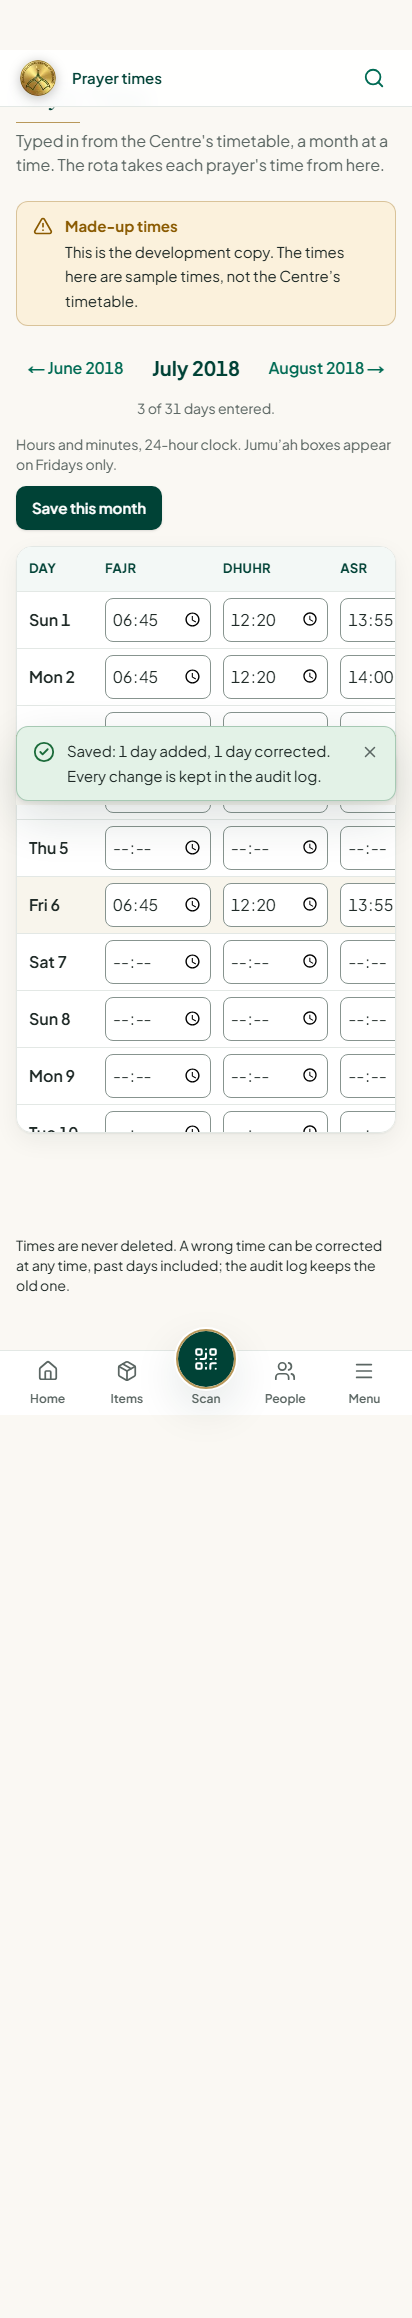 Prayer times
Typed in from the Centre's timetable, a month at a
time. The rota takes each prayer's time from here.
Made-up times
This is the development copy. The times
here are sample times, not the Centre's
timetable.
← June 2018 July 2018 August 2018 →
3 of 31 days entered.
Hours and minutes, 24-hour clock. Jumu'ah boxes appear
on Fridays only.
Save this month
DAY FAJR DHUHR ASR
Sun 1 06:45 12:20 13:55
Mon 2 06:45 12:20 14:00
Saved: 1 day added, 1 day corrected.
Every change is kept in the audit log.
Thu 5 --:-- --:-- --:--
Fri 6 06:45 12:20 13:55
Sat 7 --:-- --:-- --:--
Sun 8 --:-- --:-- --:--
Mon 9 --:-- --:-- --:--
Times are never deleted. A wrong time can be corrected
at any time, past days included; the audit log keeps the
old one.
Home Items Scan People Menu